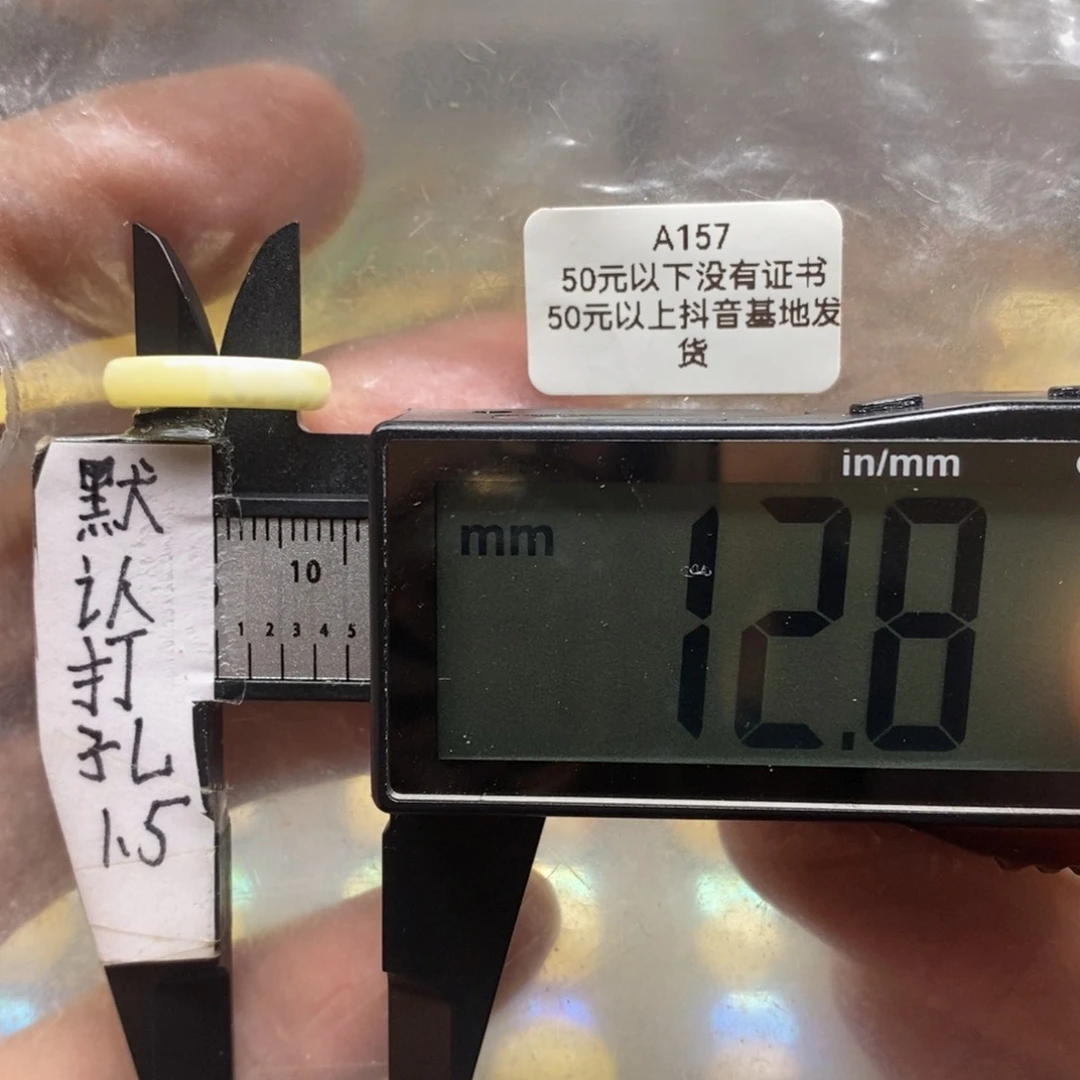 A157
50元以下没有证书
50元以上抖音基地发
货
in/mm
mm
12.8
10
1 2 3 4 5
默
认
打
孔
1.5